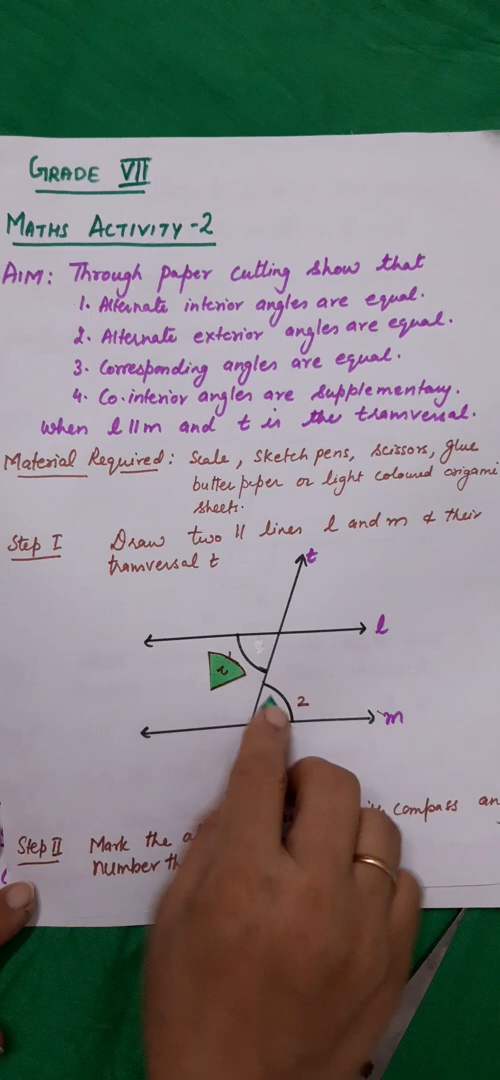 GRADE VII
MATHS ACTIVITY-2
AIM: Through paper cutting show that
1. Alternate interior angles are equal.
2. Alternate exterior angles are equal.
3. Corresponding angles are equal.
4. Co-interior angles are supplementary.
when l || m and t is the tranversal.
Material Required: Scale, sketch pens, scissors, glue
butter paper or light coloured origami
sheets.
Step I Draw two || lines l and m & their
tranversal t
t
l
2
m
compass an
Step II Mark the a
number th